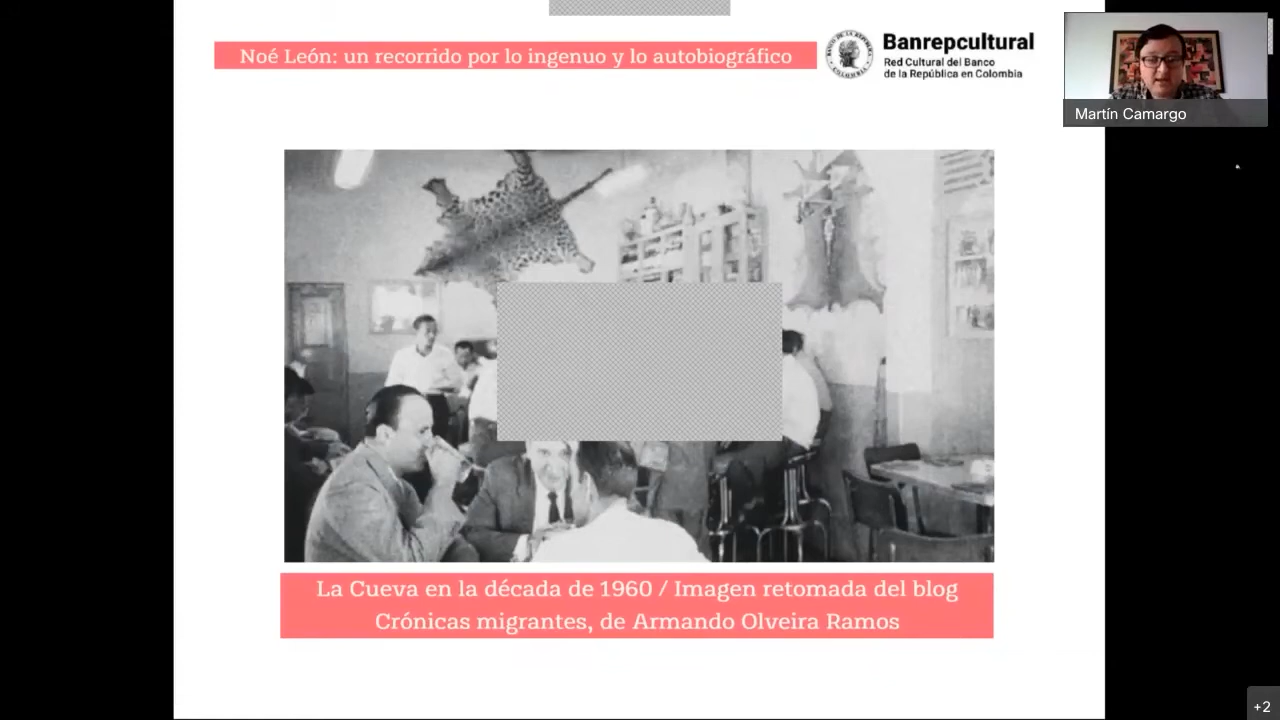 Noé León: un recorrido por lo ingenuo y lo autobiográfico
Banrepcultural
Red Cultural del Banco
de la República en Colombia
Martín Camargo
La Cueva en la década de 1960 / Imagen retomada del blog
Crónicas migrantes, de Armando Olveira Ramos
+2